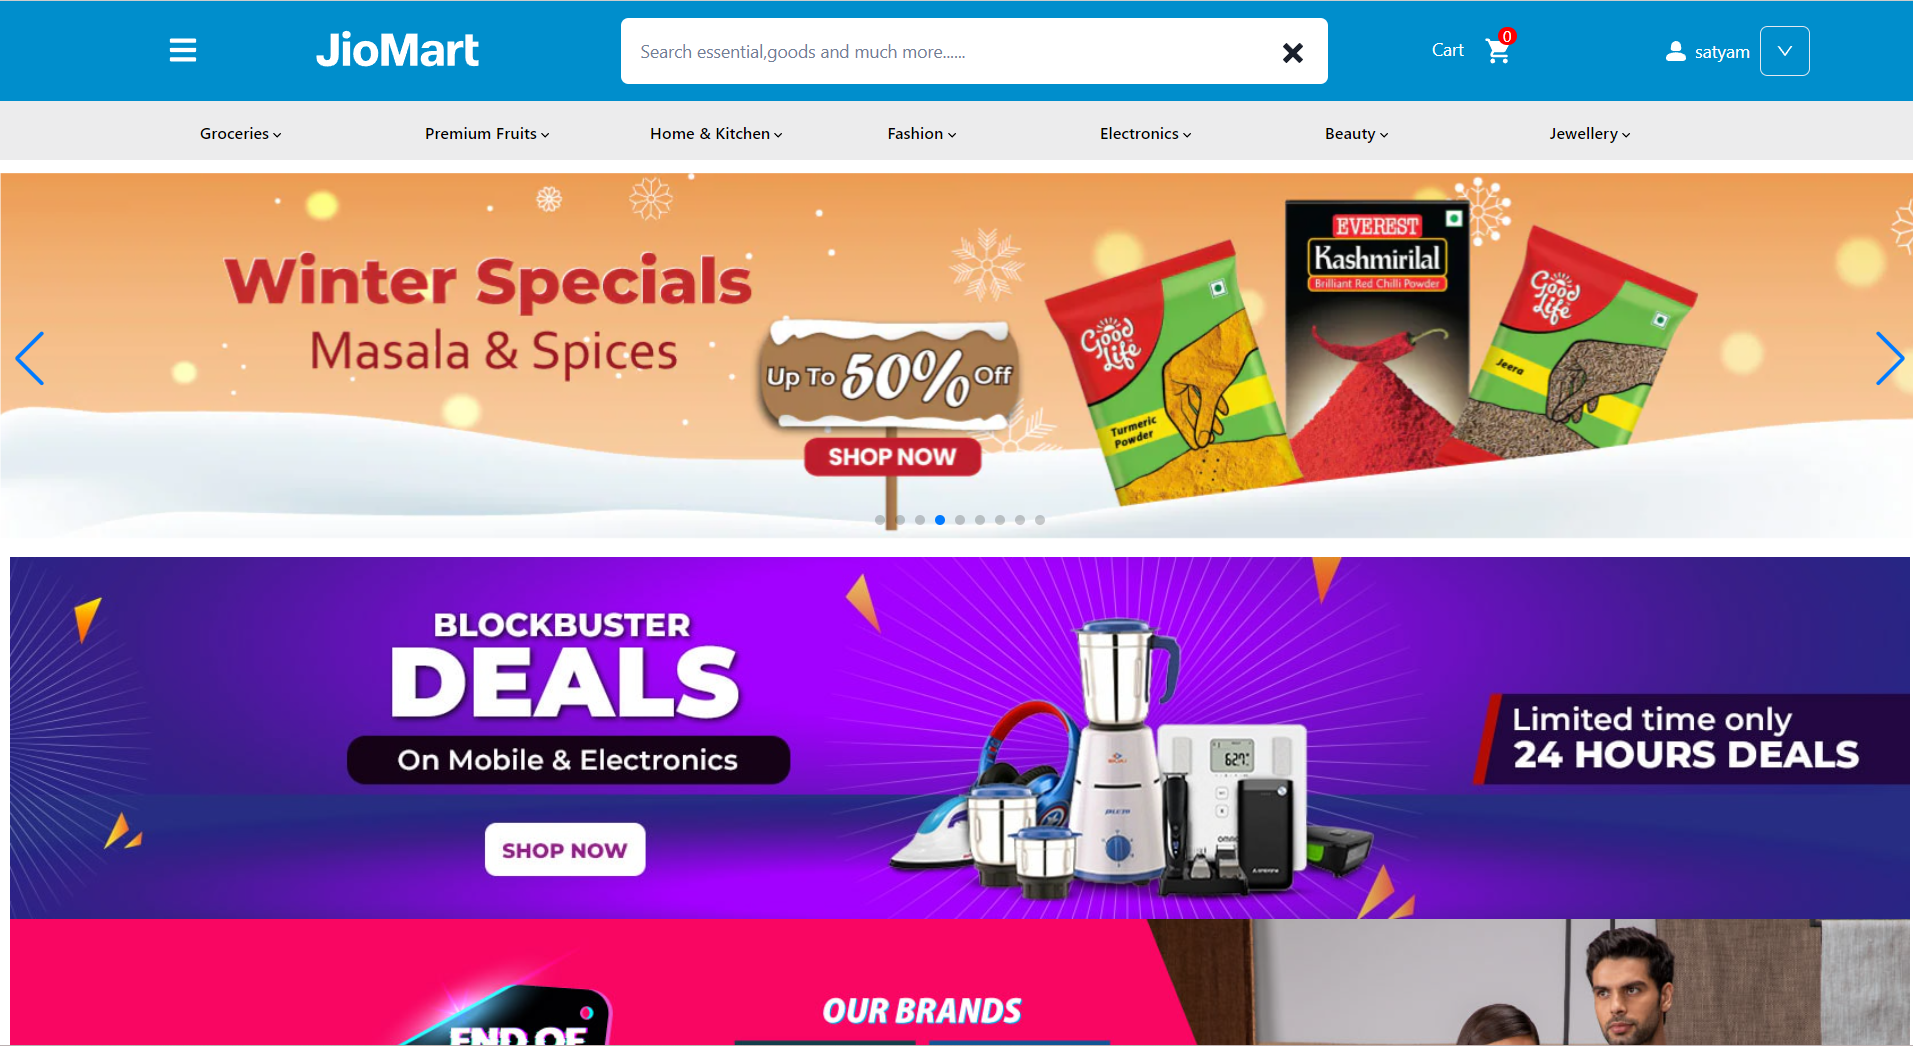 JioMart
Search essential,goods and much more......
Cart
0
satyam
Groceries
Premium Fruits
Home & Kitchen
Fashion
Electronics
Beauty
Jewellery
Winter Specials
Masala & Spices
Up To 50% Off
SHOP NOW
Good Life
Turmeric Powder
EVEREST
Kashmirilal
Brilliant Red Chilli Powder
Good Life
Jeera
BLOCKBUSTER
DEALS
On Mobile & Electronics
SHOP NOW
62.7
Limited time only
24 HOURS DEALS
END OF
OUR BRANDS